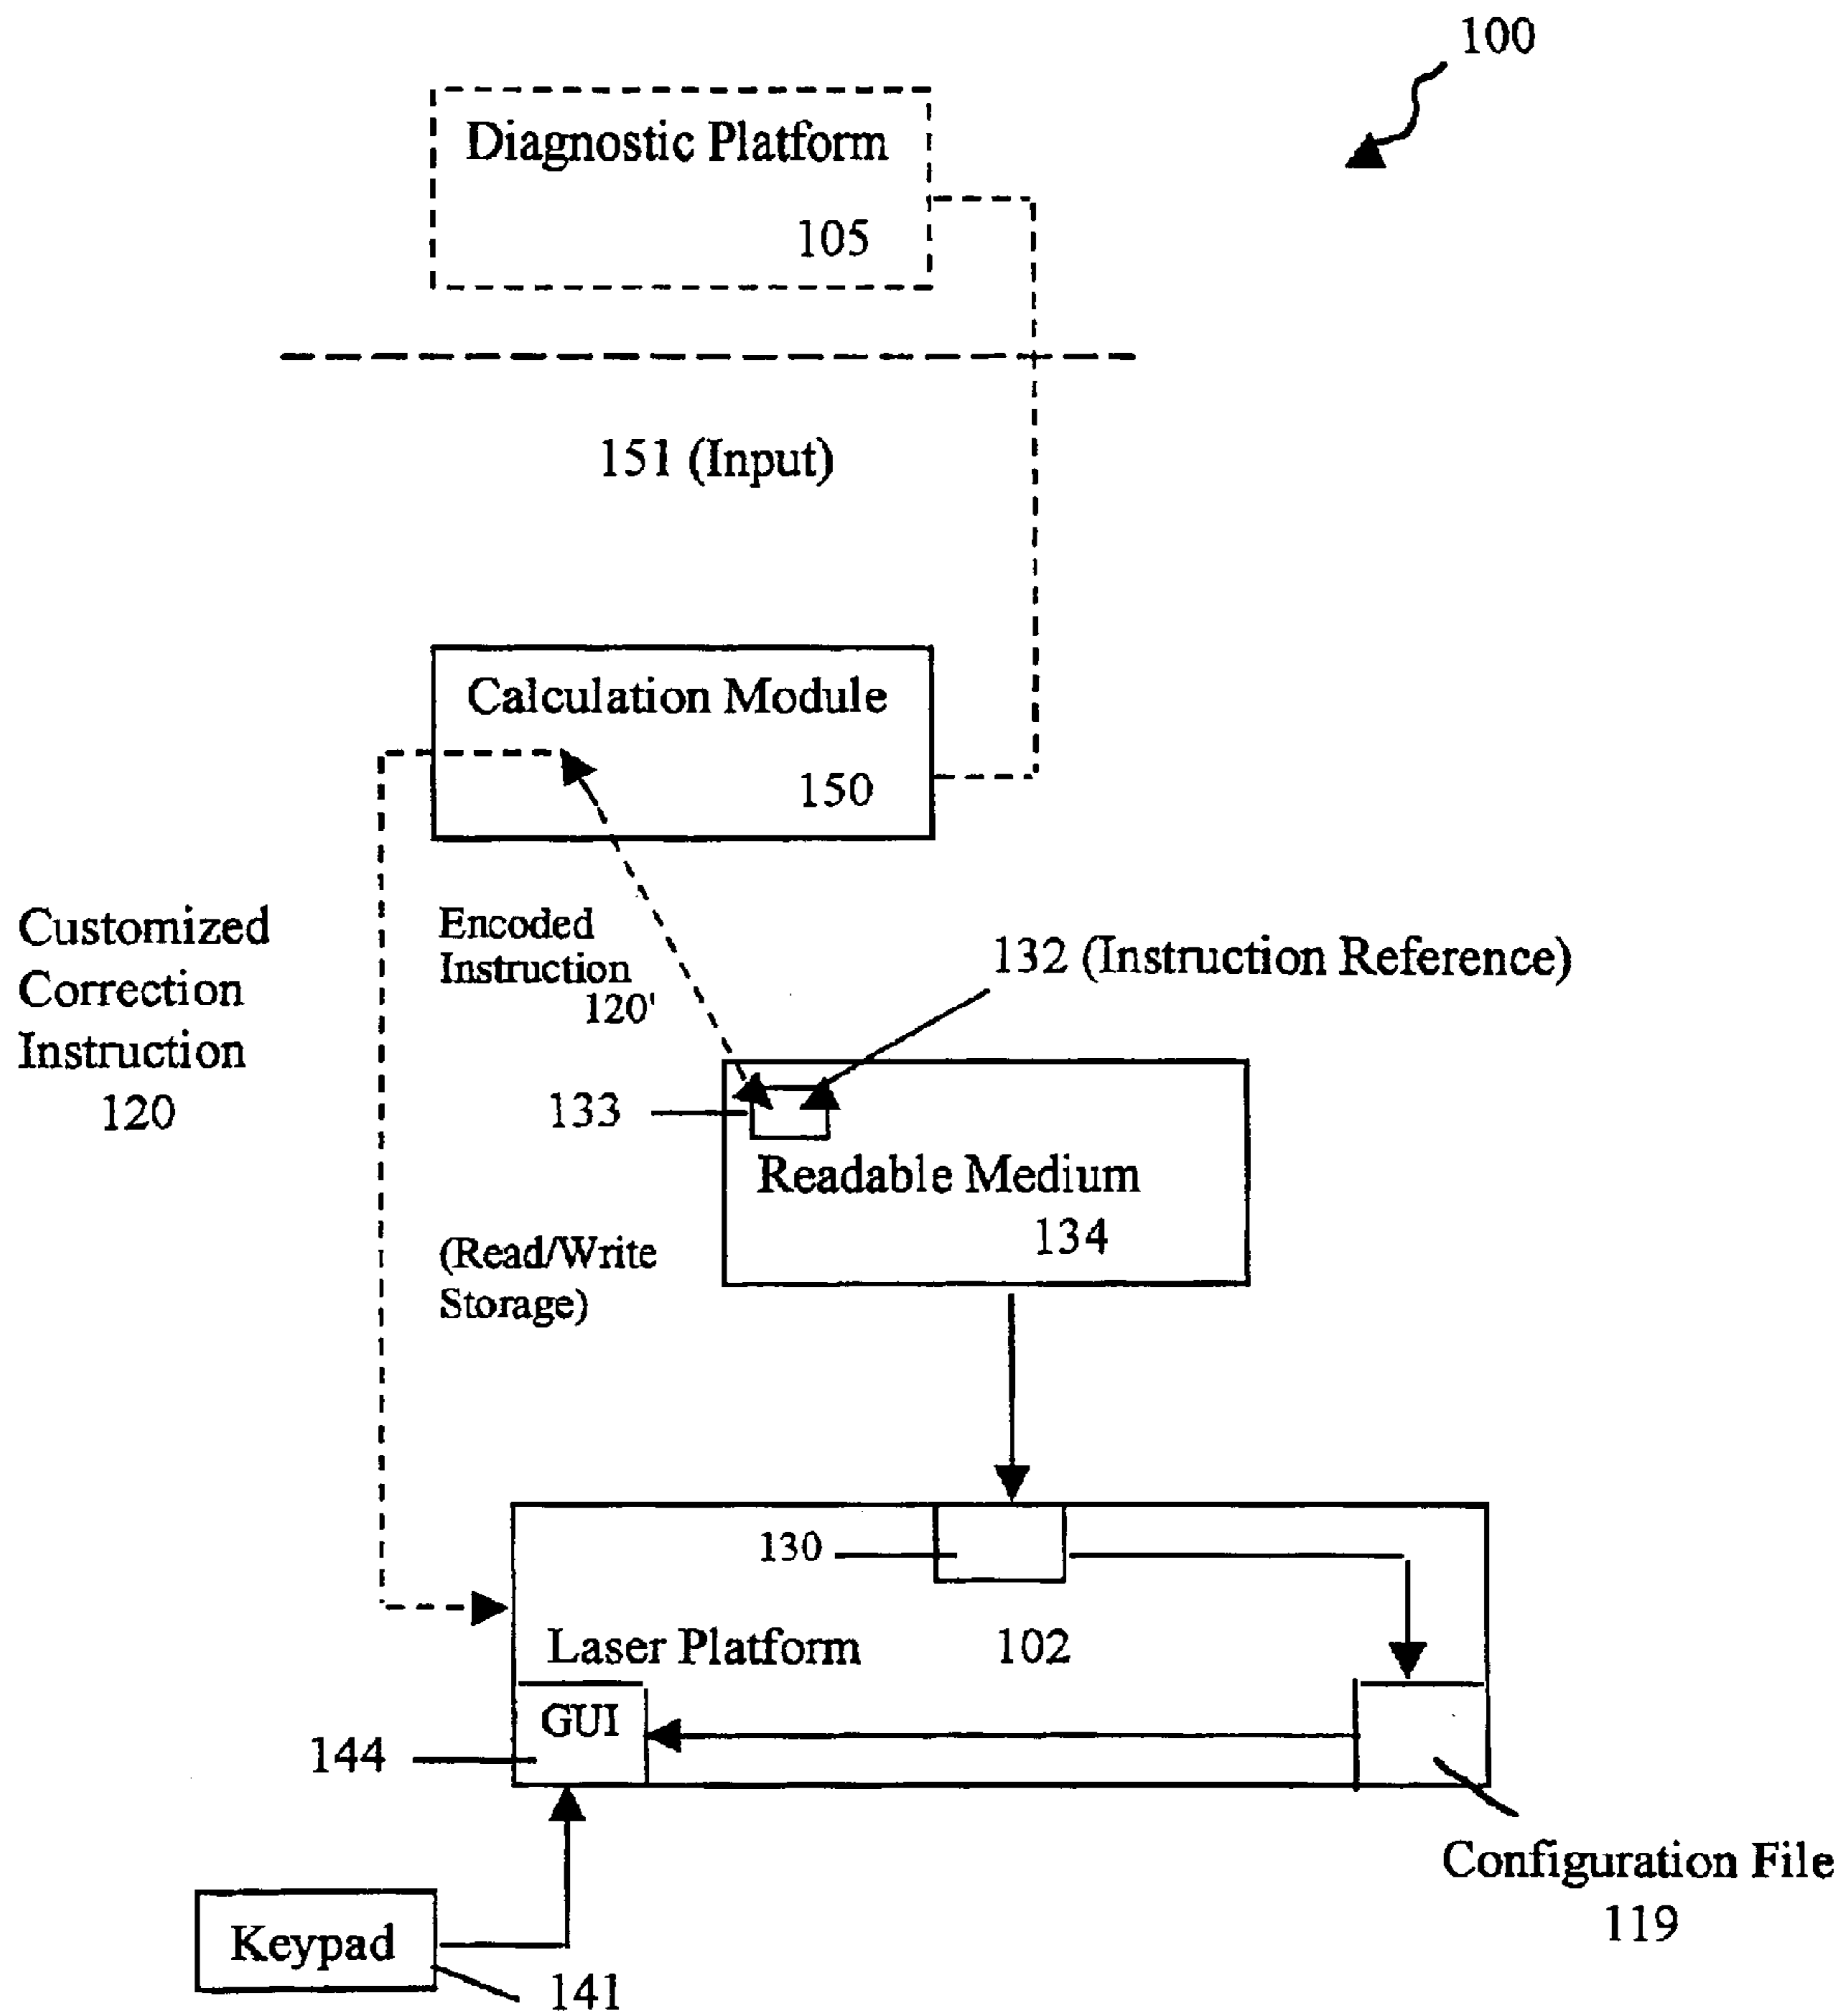 100
Diagnostic Platform
105
151 (Input)
Calculation Module
150
Customized
Correction
Instruction
120
Encoded
Instruction
120'
132 (Instruction Reference)
133
Readable Medium
134
(Read/Write
Storage)
130
Laser Platform 102
GUI
144
Configuration File
119
Keypad
141